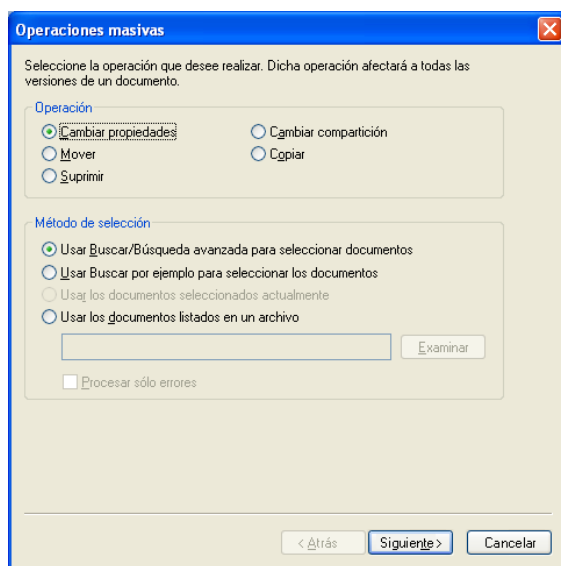 Operaciones masivas
Seleccione la operación que desee realizar. Dicha operación afectará a todas las
versiones de un documento.
Operación
Cambiar propiedades
Cambiar compartición
Mover
Copiar
Suprimir
Método de selección
Usar Buscar/Búsqueda avanzada para seleccionar documentos
Usar Buscar por ejemplo para seleccionar los documentos
Usar los documentos seleccionados actualmente
Usar los documentos listados en un archivo
Examinar
Procesar sólo errores
< Atrás
Siguiente >
Cancelar